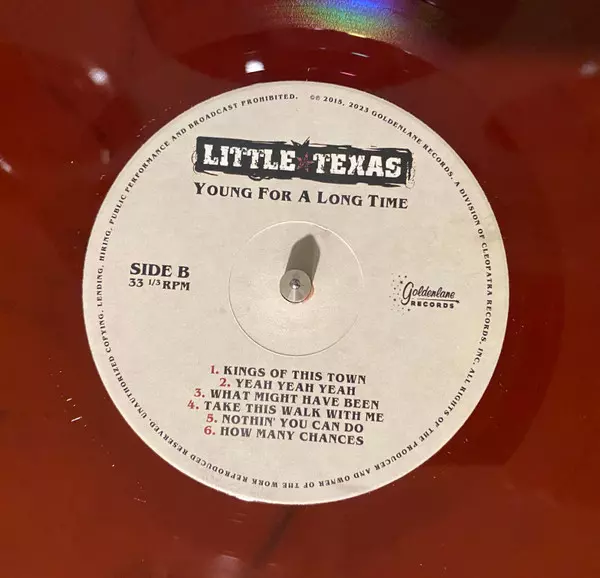 LITTLE TEXAS
YOUNG FOR A LONG TIME
SIDE B
33 1/3 RPM
Goldenlane
RECORDS
1. KINGS OF THIS TOWN
2. YEAH YEAH YEAH
3. WHAT MIGHT HAVE BEEN
4. TAKE THIS WALK WITH ME
5. NOTHIN' YOU CAN DO
6. HOW MANY CHANCES
℗© 2015, 2023 GOLDENLANE RECORDS, A DIVISION OF CLEOPATRA RECORDS, INC. ALL RIGHTS OF THE PRODUCER AND OWNER OF THE WORK REPRODUCED RESERVED. UNAUTHORIZED COPYING, LENDING, HIRING, PUBLIC PERFORMANCE AND BROADCAST PROHIBITED.